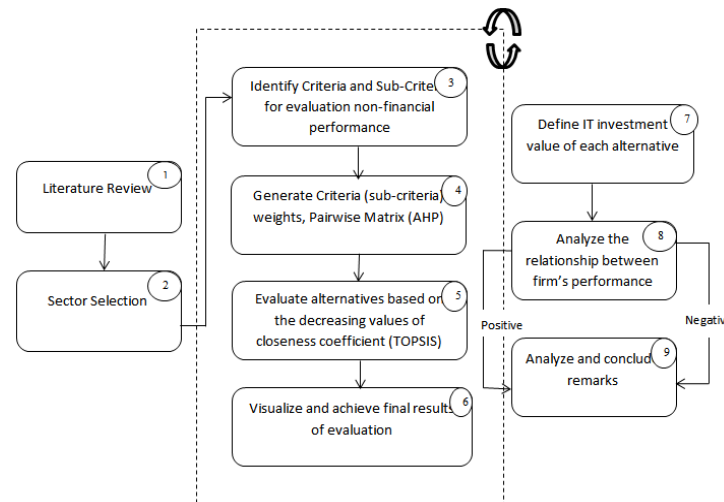 1
Literature Review
2
Sector Selection
3
Identify Criteria and Sub-Criteri
for evaluation non-financial
performance
4
Generate Criteria (sub-criteria)
weights, Pairwise Matrix (AHP)
5
Evaluate alternatives based on
the decreasing values of
closeness coefficient (TOPSIS)
6
Visualize and achieve final results
of evaluation
7
Define IT investment
value of each alternative
8
Analyze the
relationship between
firm's performance
Positive
Negativ
9
Analyze and conclud
remarks